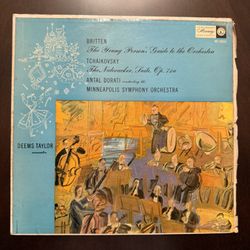 BRITTEN
The Young Person's Guide to the Orchestra
TCHAIKOVSKY
The Nutcracker Suite, Op. 71a
ANTAL DORATI conducting the
MINNEAPOLIS SYMPHONY ORCHESTRA
DEEMS TAYLOR
narrator